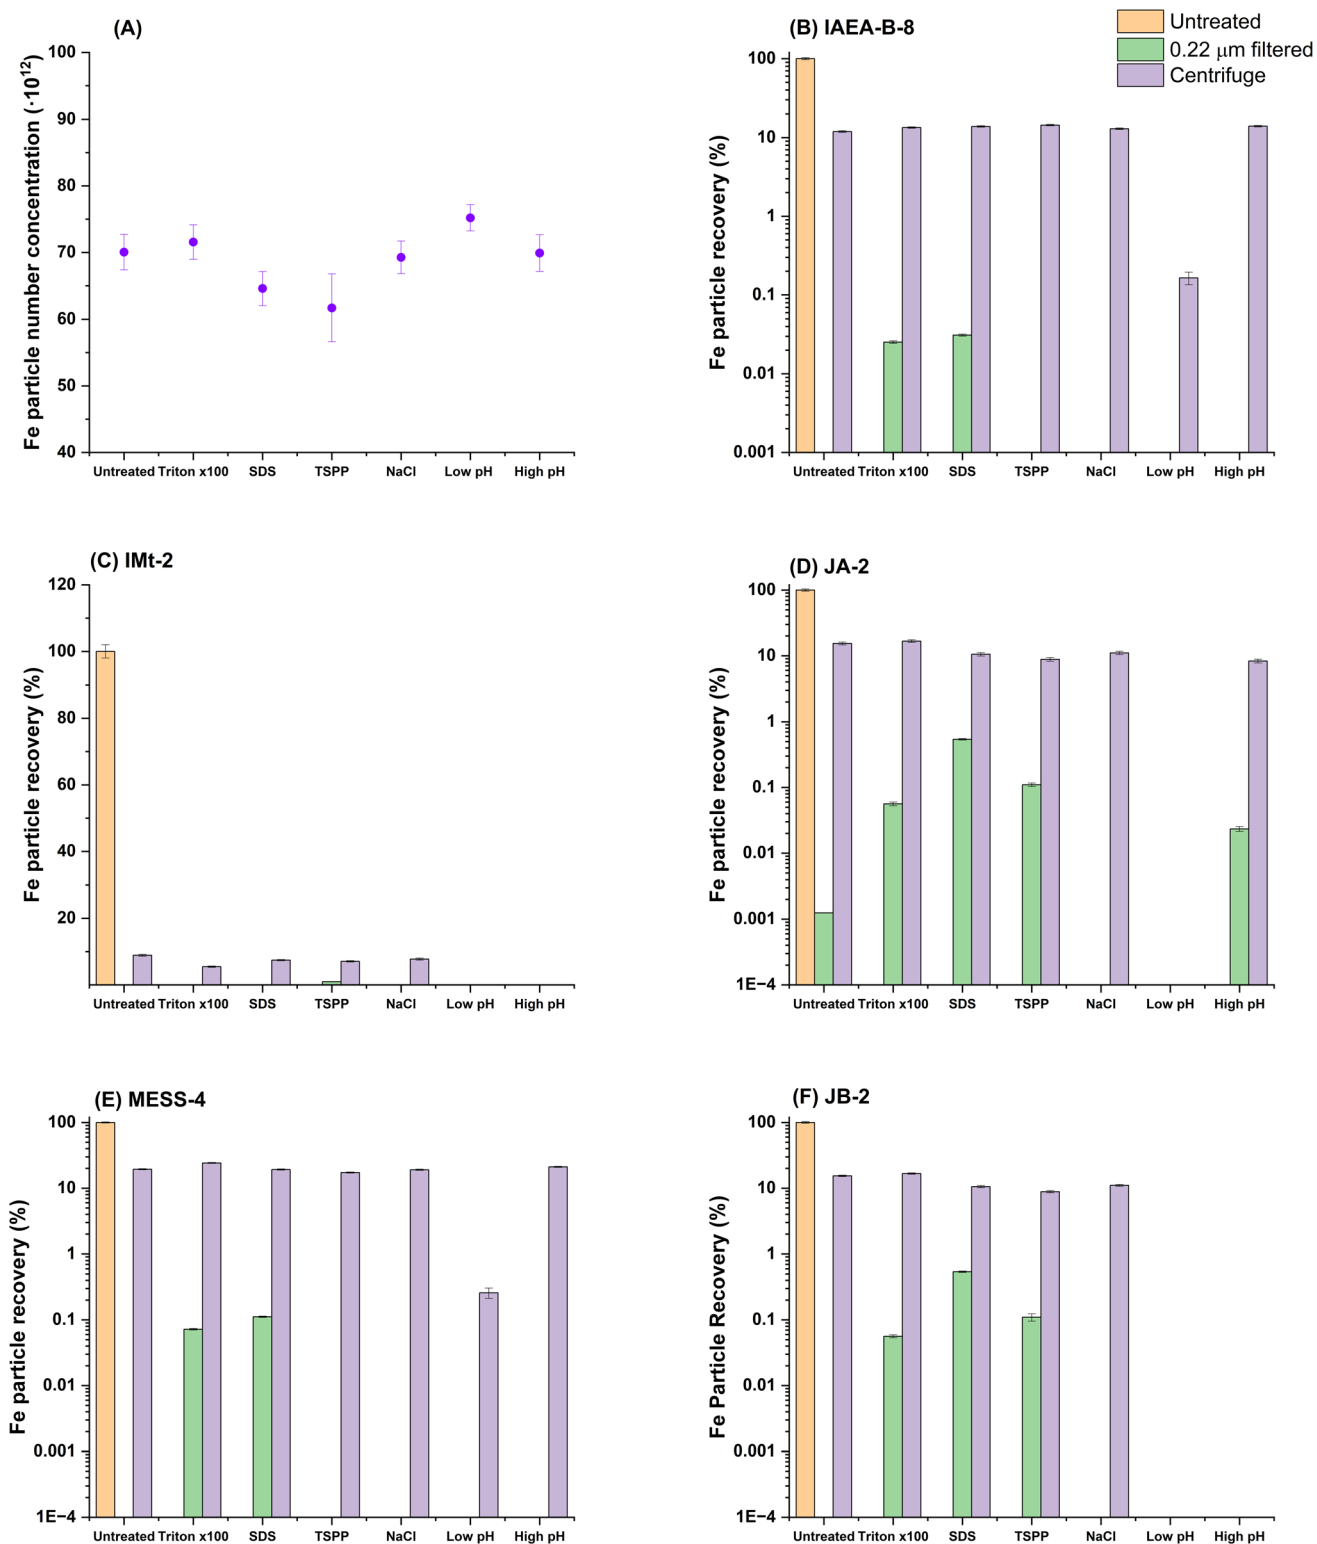 (A)
Fe particle number concentration (·10¹²)
100
90
80
70
60
50
40
Untreated Triton x100 SDS TSPP NaCl Low pH High pH
(B) IAEA-B-8
Untreated
0.22 μm filtered
Centrifuge
Fe particle recovery (%)
100
10
1
0.1
0.01
0.001
Untreated Triton x100 SDS TSPP NaCl Low pH High pH
(C) IMt-2
Fe particle recovery (%)
120
100
80
60
40
20
Untreated Triton x100 SDS TSPP NaCl Low pH High pH
(D) JA-2
Fe particle recovery (%)
100
10
1
0.1
0.01
0.001
1E−4
Untreated Triton x100 SDS TSPP NaCl Low pH High pH
(E) MESS-4
Fe particle recovery (%)
100
10
1
0.1
0.01
0.001
1E−4
Untreated Triton x100 SDS TSPP NaCl Low pH High pH
(F) JB-2
Fe Particle Recovery (%)
100
10
1
0.1
0.01
0.001
1E−4
Untreated Triton x100 SDS TSPP NaCl Low pH High pH